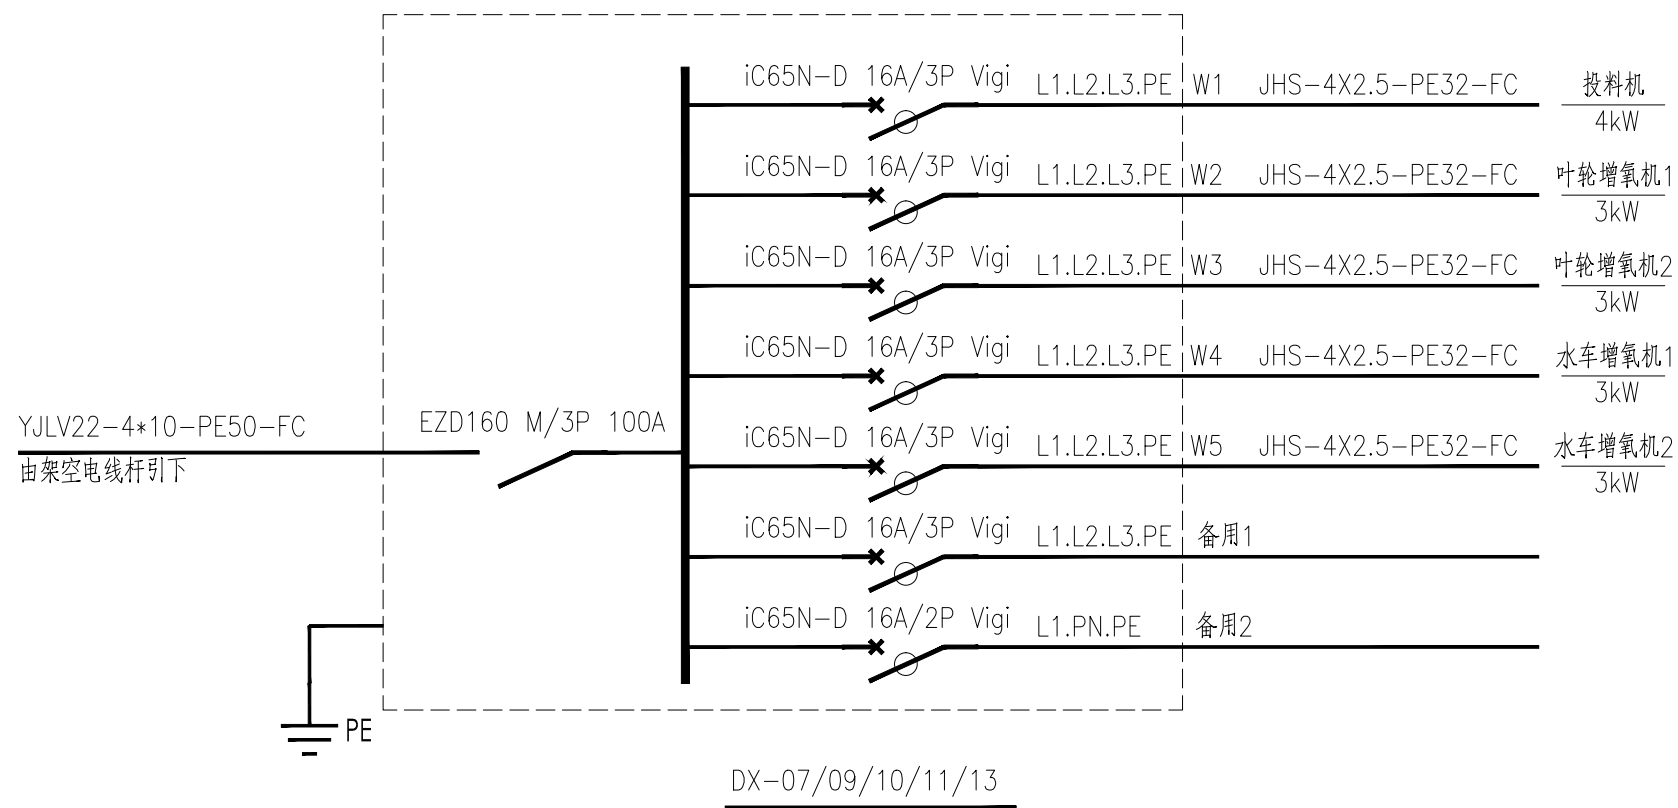 iC65N-D 16A/3P Vigi L1.L2.L3.PE W1 JHS-4X2.5-PE32-FC 投料机
4kW
iC65N-D 16A/3P Vigi L1.L2.L3.PE W2 JHS-4X2.5-PE32-FC 叶轮增氧机1
3kW
iC65N-D 16A/3P Vigi L1.L2.L3.PE W3 JHS-4X2.5-PE32-FC 叶轮增氧机2
3kW
iC65N-D 16A/3P Vigi L1.L2.L3.PE W4 JHS-4X2.5-PE32-FC 水车增氧机1
3kW
YJLV22-4*10-PE50-FC EZD160 M/3P 100A
由架空电线杆引下
iC65N-D 16A/3P Vigi L1.L2.L3.PE W5 JHS-4X2.5-PE32-FC 水车增氧机2
3kW
iC65N-D 16A/3P Vigi L1.L2.L3.PE 备用1
iC65N-D 16A/2P Vigi L1.PN.PE 备用2
PE
DX-07/09/10/11/13